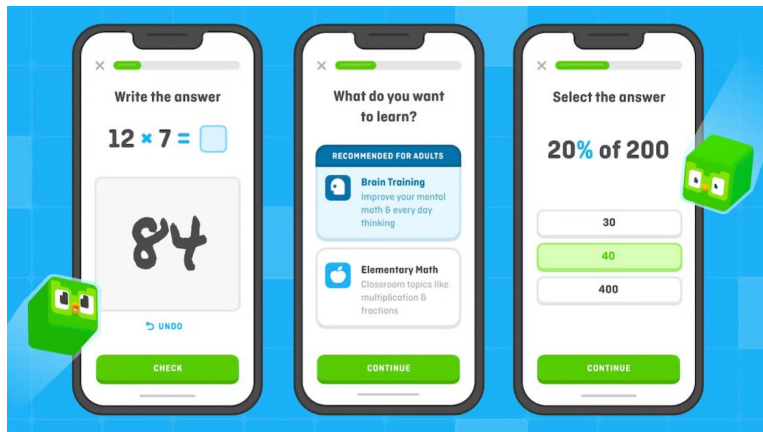 Write the answer
12 × 7 =
84
UNDO
CHECK
What do you want
to learn?
RECOMMENDED FOR ADULTS
Brain Training
Improve your mental
math & every day
thinking
Elementary Math
Classroom topics like
multiplication &
fractions
CONTINUE
Select the answer
20% of 200
30
40
400
CONTINUE